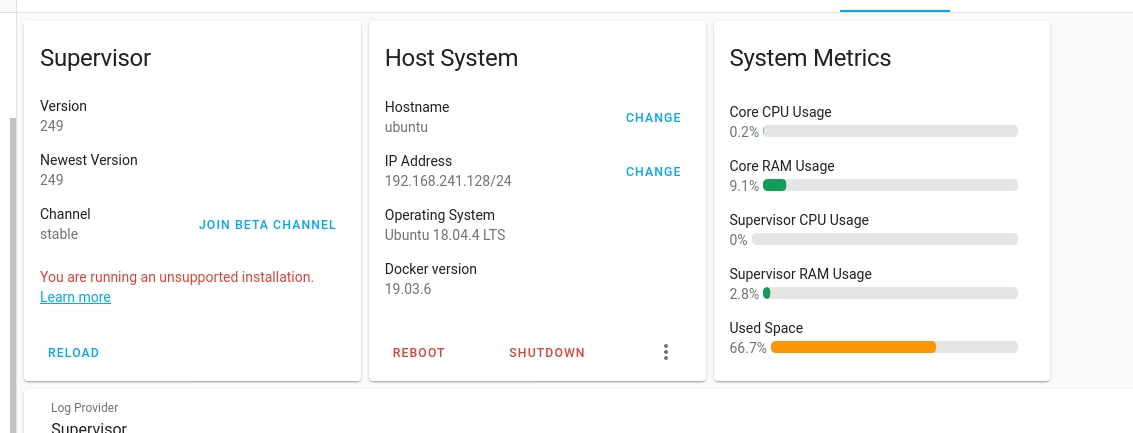 Supervisor
Version
249
Newest Version
249
Channel
stable
JOIN BETA CHANNEL
You are running an unsupported installation.
Learn more
RELOAD
Host System
Hostname
ubuntu
CHANGE
IP Address
192.168.241.128/24
CHANGE
Operating System
Ubuntu 18.04.4 LTS
Docker version
19.03.6
REBOOT
SHUTDOWN
System Metrics
Core CPU Usage
0.2%
Core RAM Usage
9.1%
Supervisor CPU Usage
0%
Supervisor RAM Usage
2.8%
Used Space
66.7%
Log Provider
Supervisor